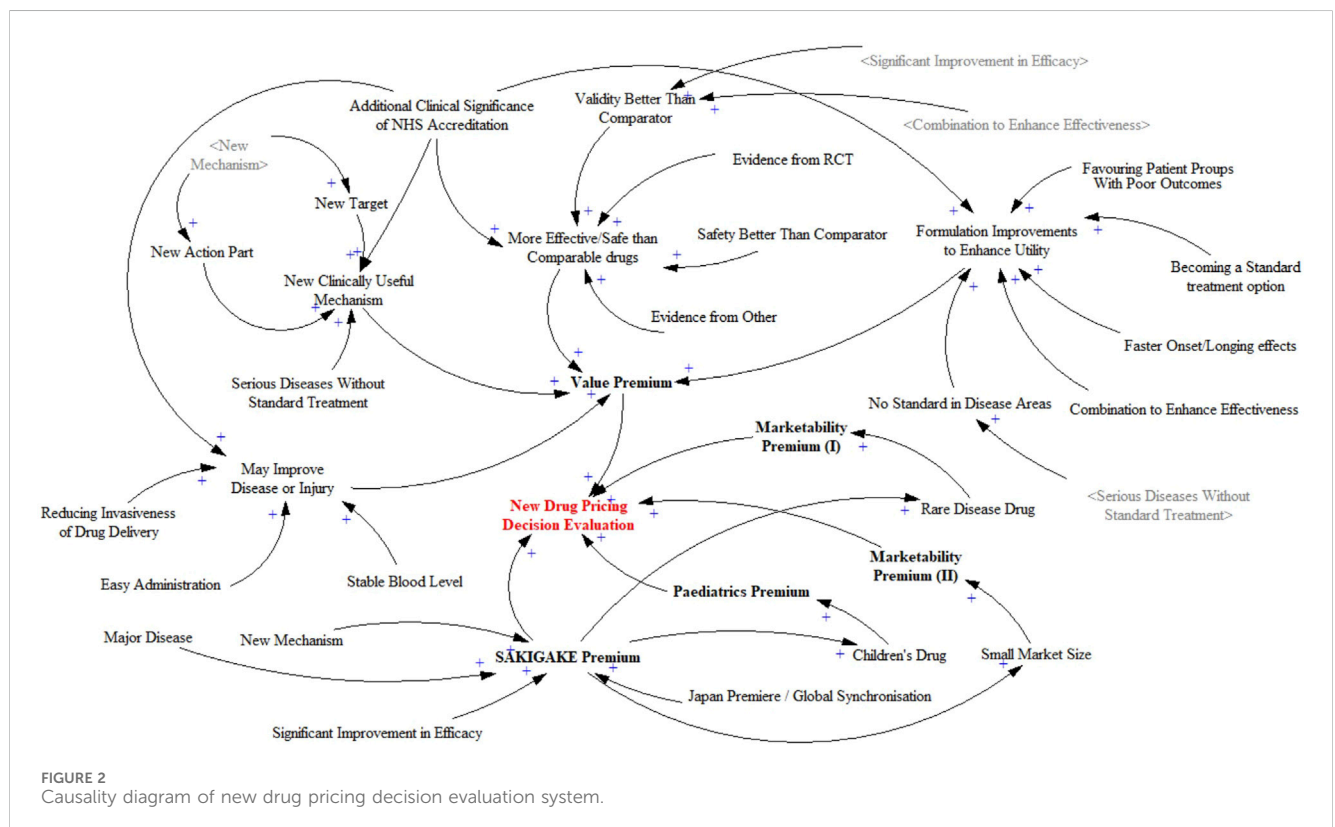 <Significant Improvement in Efficacy>
Additional Clinical Significance
of NHS Accreditation
Validity Better Than
Comparator
<Combination to Enhance Effectiveness>
<New
Mechanism>
Evidence from RCT
Favouring Patient Proups
With Poor Outcomes
New Target
New Action Part
More Effective/Safe than
Comparable drugs
Safety Better Than Comparator
Formulation Improvements
to Enhance Utility
Becoming a Standard
treatment option
New Clinically Useful
Mechanism
Evidence from Other
Faster Onset/Longing effects
Serious Diseases Without
Standard Treatment
Value Premium
No Standard in Disease Areas
Combination to Enhance Effectiveness
Marketability
Premium (I)
May Improve
Disease or Injury
Reducing Invasiveness
of Drug Delivery
New Drug Pricing
Decision Evaluation
Rare Disease Drug
<Serious Diseases Without
Standard Treatment>
Easy Administration
Stable Blood Level
Marketability
Premium (II)
Paediatrics Premium
Major Disease
New Mechanism
SAKIGAKE Premium
Children's Drug
Small Market Size
Japan Premiere / Global Synchronisation
Significant Improvement in Efficacy
FIGURE 2
Causality diagram of new drug pricing decision evaluation system.